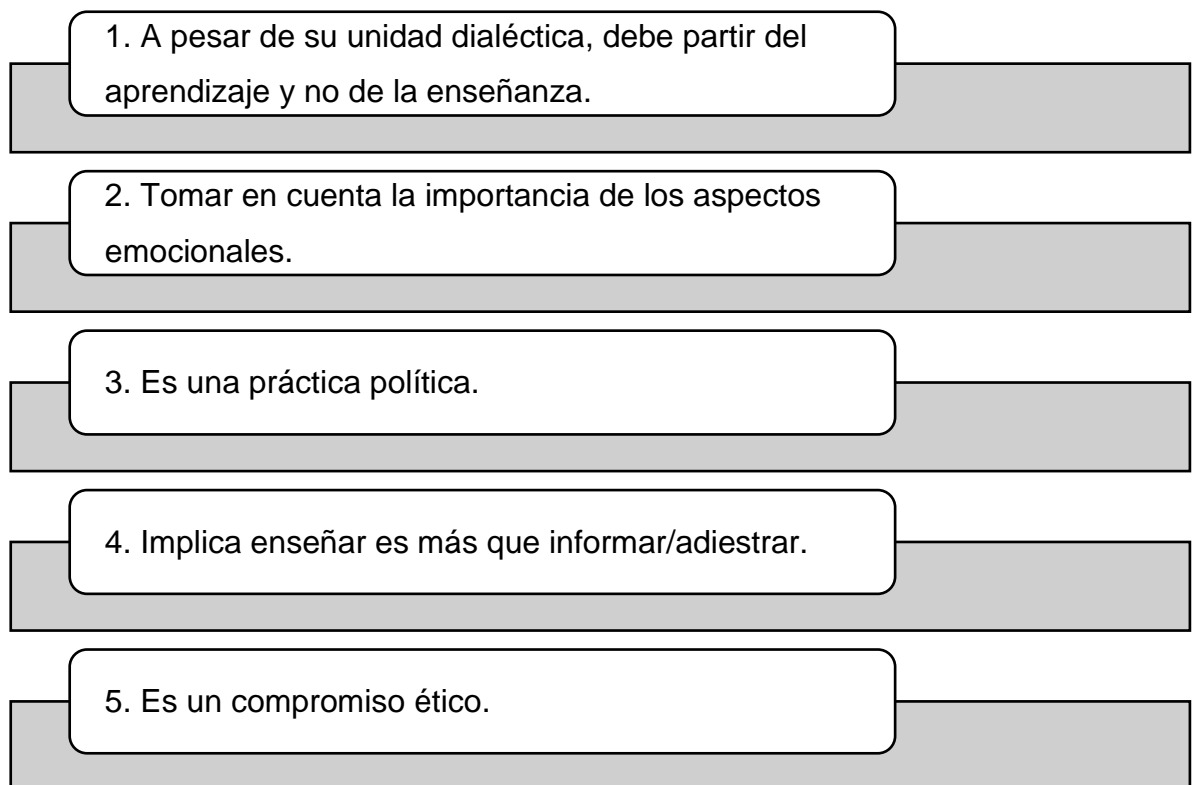 1. A pesar de su unidad dialéctica, debe partir del
aprendizaje y no de la enseñanza.
2. Tomar en cuenta la importancia de los aspectos
emocionales.
3. Es una práctica política.
4. Implica enseñar es más que informar/adiestrar.
5. Es un compromiso ético.